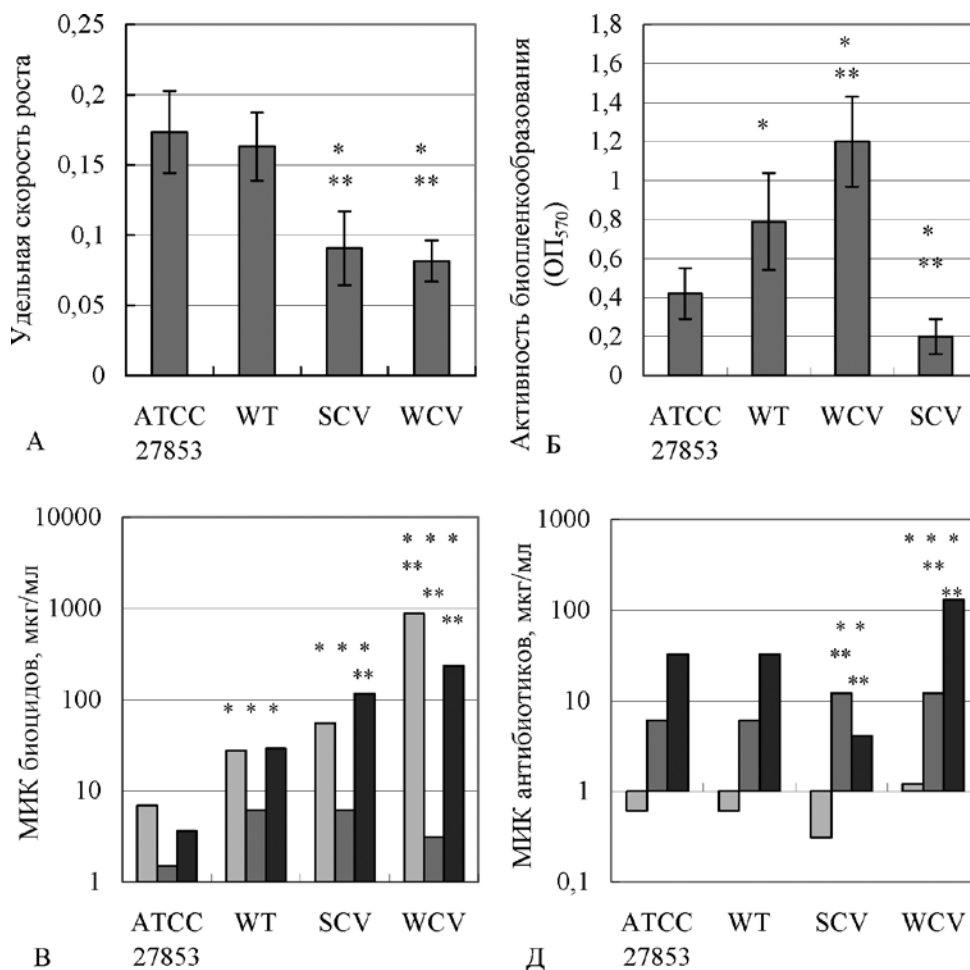 0,25
0,2
0,15
0,1
0,05
0
Удельная скорость роста
*
**
*
**
ATCC 27853
WT
SCV
WCV
А
1,8
1,6
1,4
1,2
1
0,8
0,6
0,4
0,2
0
Активность биопленкообразования
(ОП570)
*
*
**
*
**
ATCC 27853
WT
WCV
SCV
Б
10000
1000
100
10
1
МИК биоцидов, мкг/мл
* * *
* * *
**
* * *
**
**
**
ATCC 27853
WT
SCV
WCV
В
1000
100
10
1
0,1
МИК антибиотиков, мкг/мл
* *
**
**
* * *
**
**
ATCC 27853
WT
SCV
WCV
Д